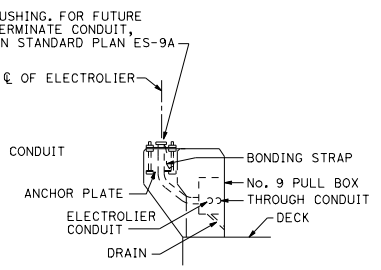 USHING. FOR FUTURE
ERMINATE CONDUIT,
N STANDARD PLAN ES-9A
℄ OF ELECTROLIER
CONDUIT
BONDING STRAP
ANCHOR PLATE
No. 9 PULL BOX
THROUGH CONDUIT
ELECTROLIER
CONDUIT
DECK
DRAIN